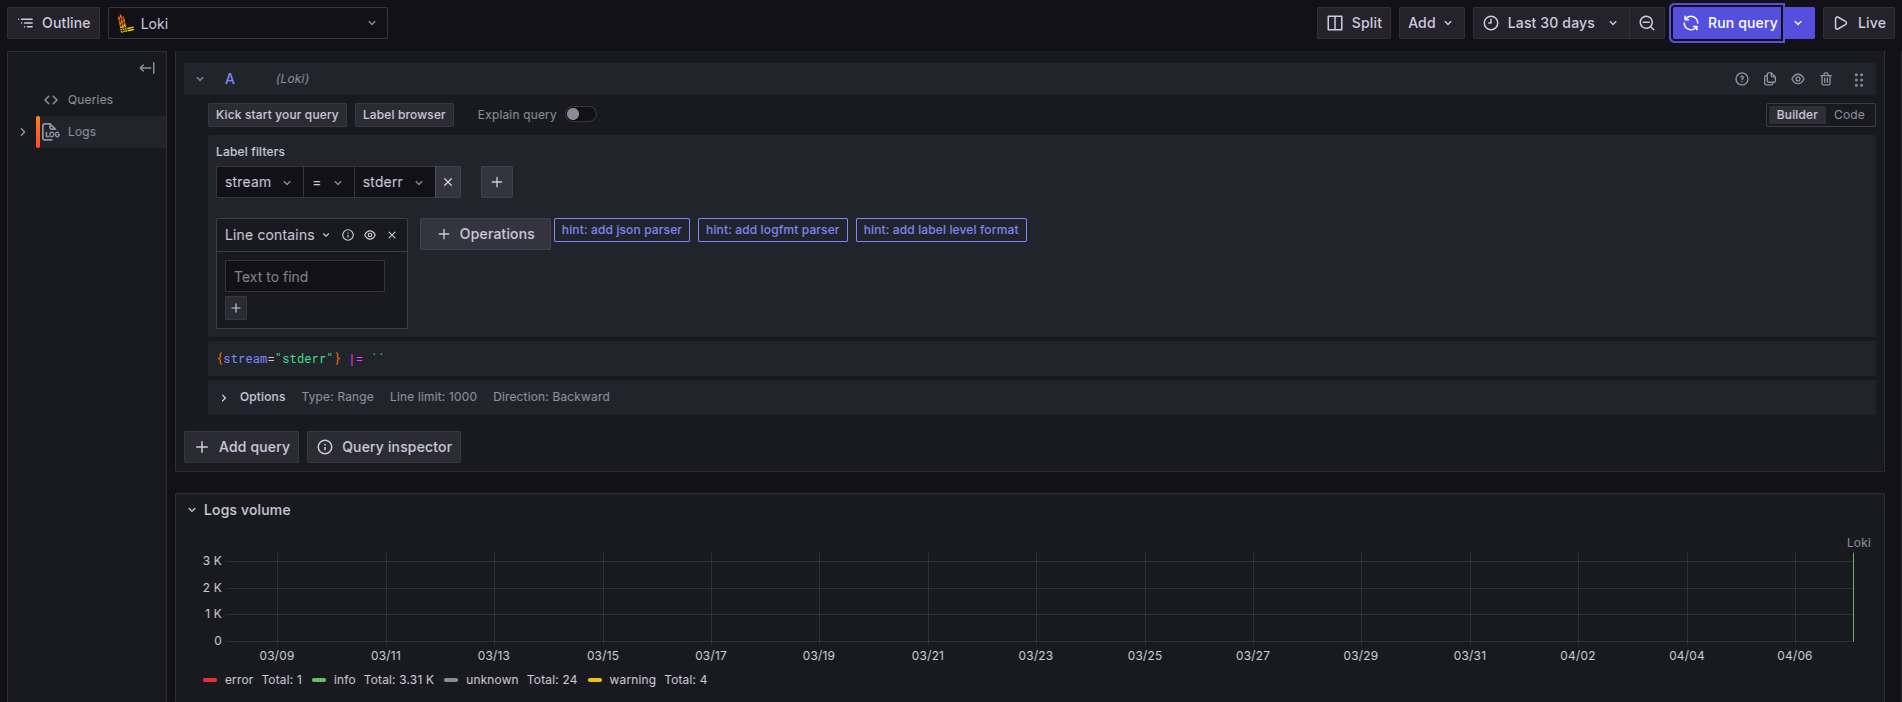 Outline Loki Split Add Last 30 days Run query Live
Queries
Logs
A (Loki)
Kick start your query Label browser Explain query Builder Code
Label filters
stream = stderr
Line contains Operations hint: add json parser hint: add logfmt parser hint: add label level format
Text to find
{stream="stderr"} |= ``
Options Type: Range Line limit: 1000 Direction: Backward
Add query Query inspector
Logs volume
Loki
3 K
2 K
1 K
0
03/09 03/11 03/13 03/15 03/17 03/19 03/21 03/23 03/25 03/27 03/29 03/31 04/02 04/04 04/06
error Total: 1 info Total: 3.31 K unknown Total: 24 warning Total: 4